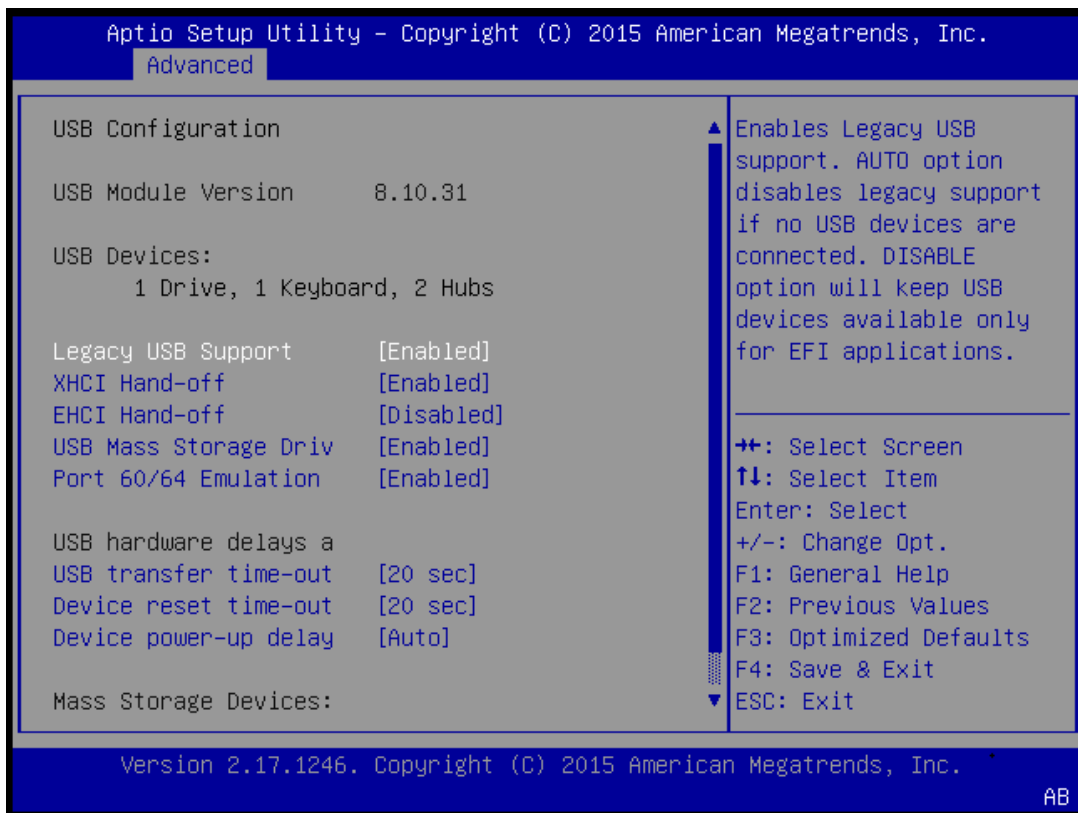 Aptio Setup Utility – Copyright (C) 2015 American Megatrends, Inc.
Advanced
USB Configuration
USB Module Version 8.10.31
USB Devices:
1 Drive, 1 Keyboard, 2 Hubs
Legacy USB Support [Enabled]
XHCI Hand-off [Enabled]
EHCI Hand-off [Disabled]
USB Mass Storage Driv [Enabled]
Port 60/64 Emulation [Enabled]
USB hardware delays a
USB transfer time-out [20 sec]
Device reset time-out [20 sec]
Device power-up delay [Auto]
Mass Storage Devices:
Enables Legacy USB
support. AUTO option
disables legacy support
if no USB devices are
connected. DISABLE
option will keep USB
devices available only
for EFI applications.
→←: Select Screen
↑↓: Select Item
Enter: Select
+/-: Change Opt.
F1: General Help
F2: Previous Values
F3: Optimized Defaults
F4: Save & Exit
ESC: Exit
Version 2.17.1246. Copyright (C) 2015 American Megatrends, Inc.
AB